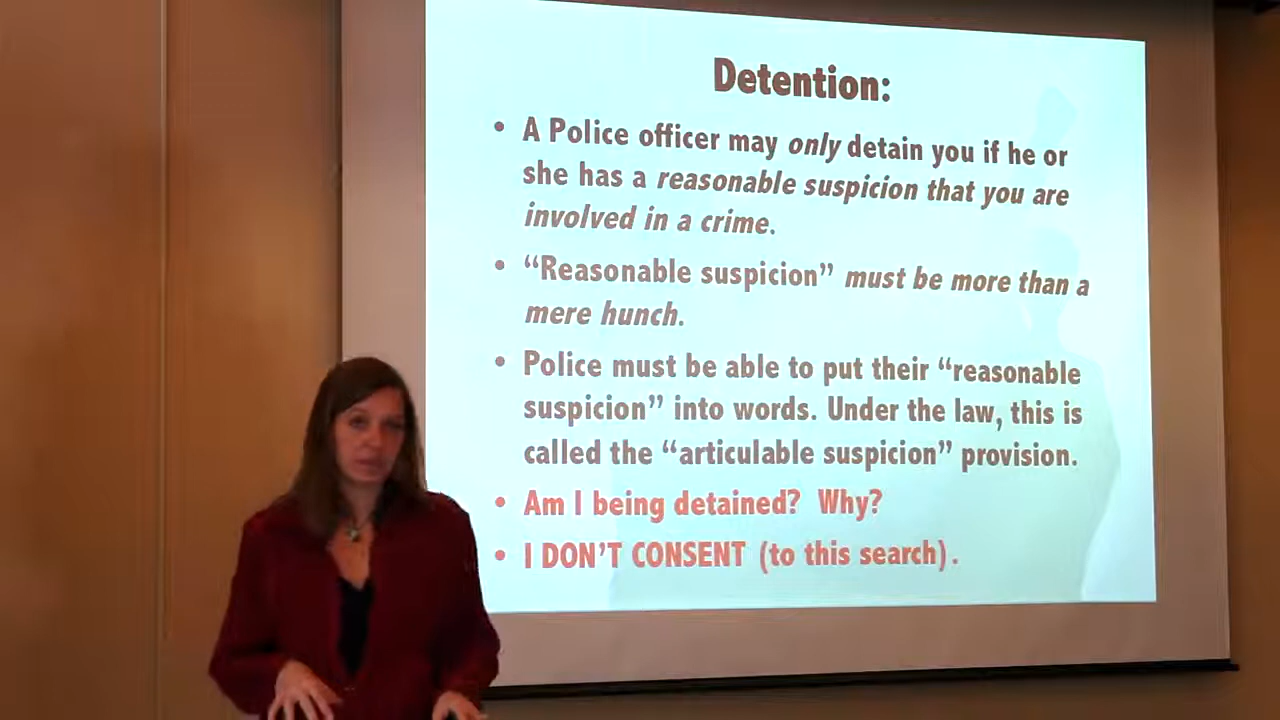 Detention:
• A Police officer may only detain you if he or
she has a reasonable suspicion that you are
involved in a crime.
• “Reasonable suspicion” must be more than a
mere hunch.
• Police must be able to put their “reasonable
suspicion” into words. Under the law, this is
called the “articulable suspicion” provision.
• Am I being detained? Why?
• I DON’T CONSENT (to this search).